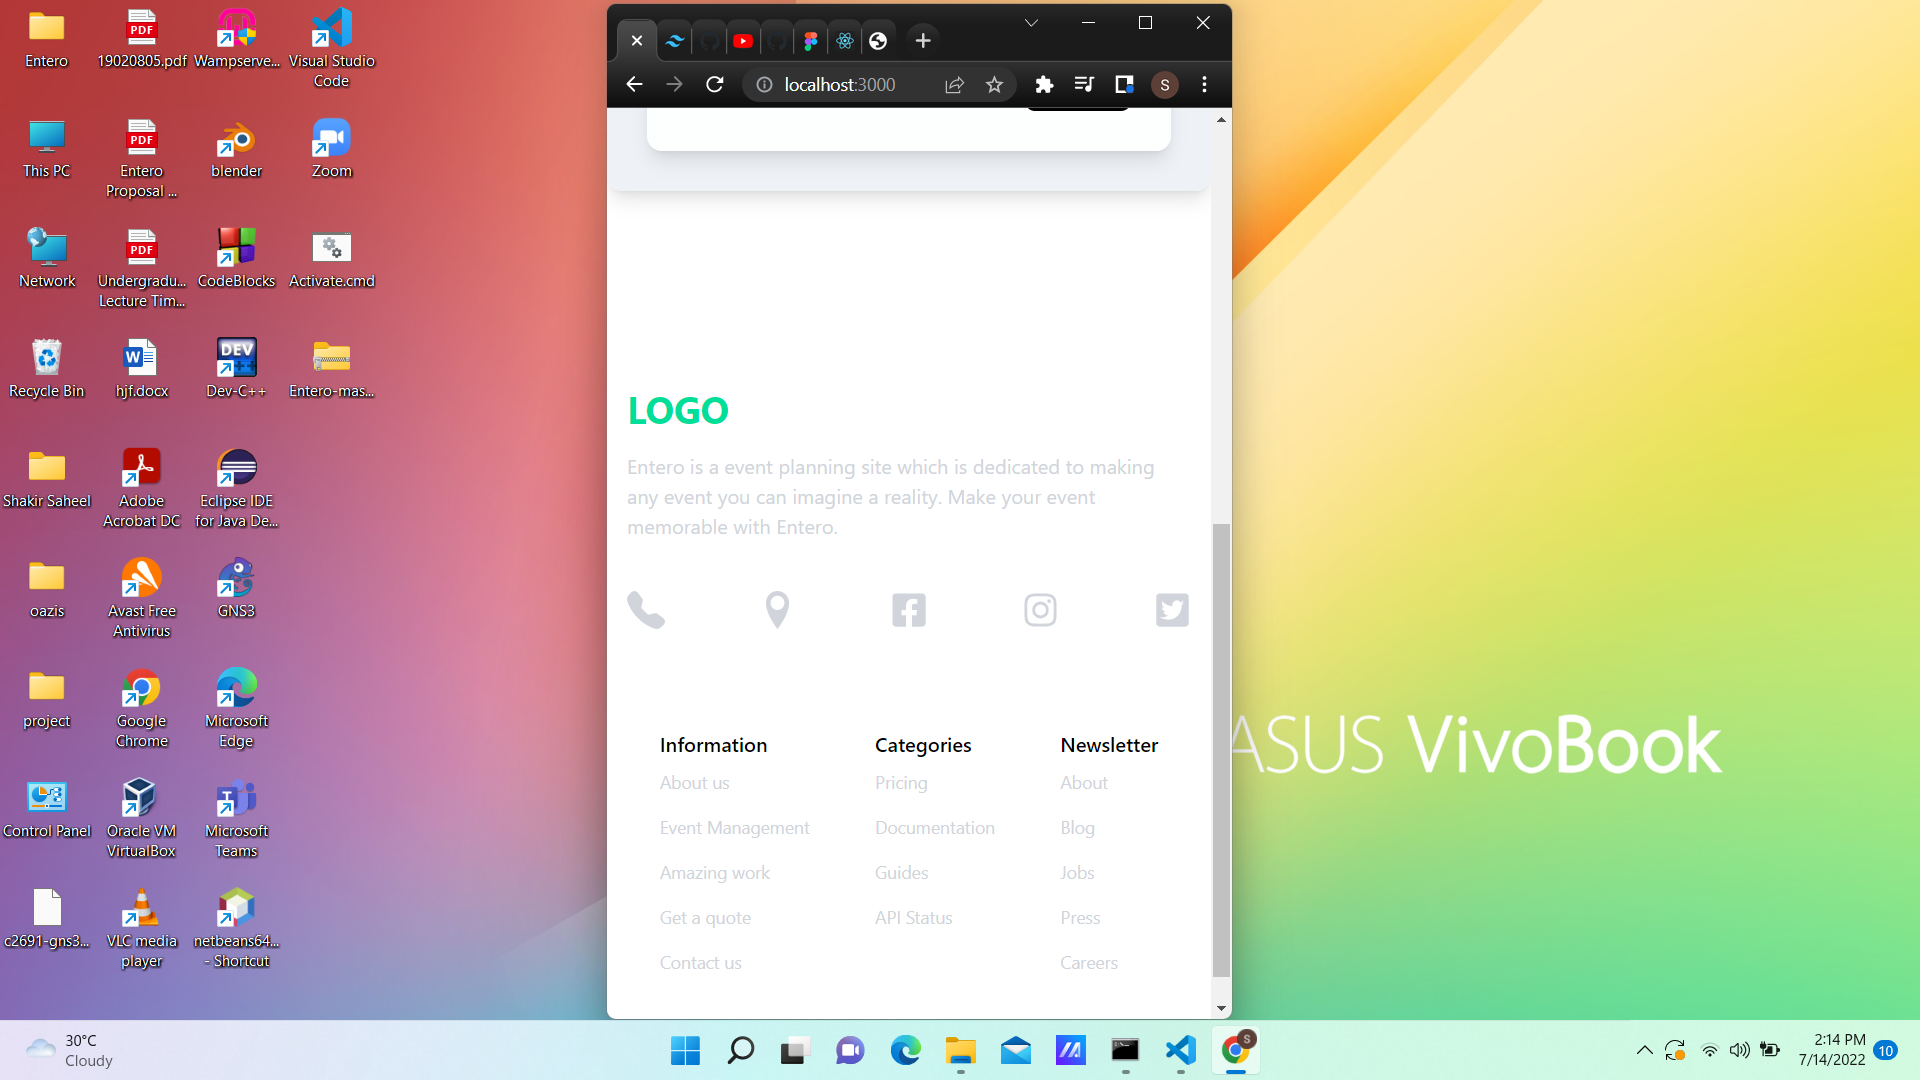 Entero
19020805.pdf
Wampserve...
Visual Studio
Code
This PC
Entero
Proposal ...
blender
Zoom
Network
Undergradu...
Lecture Tim...
CodeBlocks
Activate.cmd
Recycle Bin
hjf.docx
Dev-C++
Entero-mas...
Shakir Saheel
Adobe
Acrobat DC
Eclipse IDE
for Java De...
oazis
Avast Free
Antivirus
GNS3
project
Google
Chrome
Microsoft
Edge
Control Panel
Oracle VM
VirtualBox
Microsoft
Teams
c2691-gns3...
VLC media
player
netbeans64...
- Shortcut
PDF
PDF
PDF
W
DEV
T
localhost:3000
S
LOGO
Entero is a event planning site which is dedicated to making
any event you can imagine a reality. Make your event
memorable with Entero.
Information
About us
Event Management
Amazing work
Get a quote
Contact us
Categories
Pricing
Documentation
Guides
API Status
Newsletter
About
Blog
Jobs
Press
Careers
ASUS VivoBook
30°C
Cloudy
S
2:14 PM
7/14/2022
10